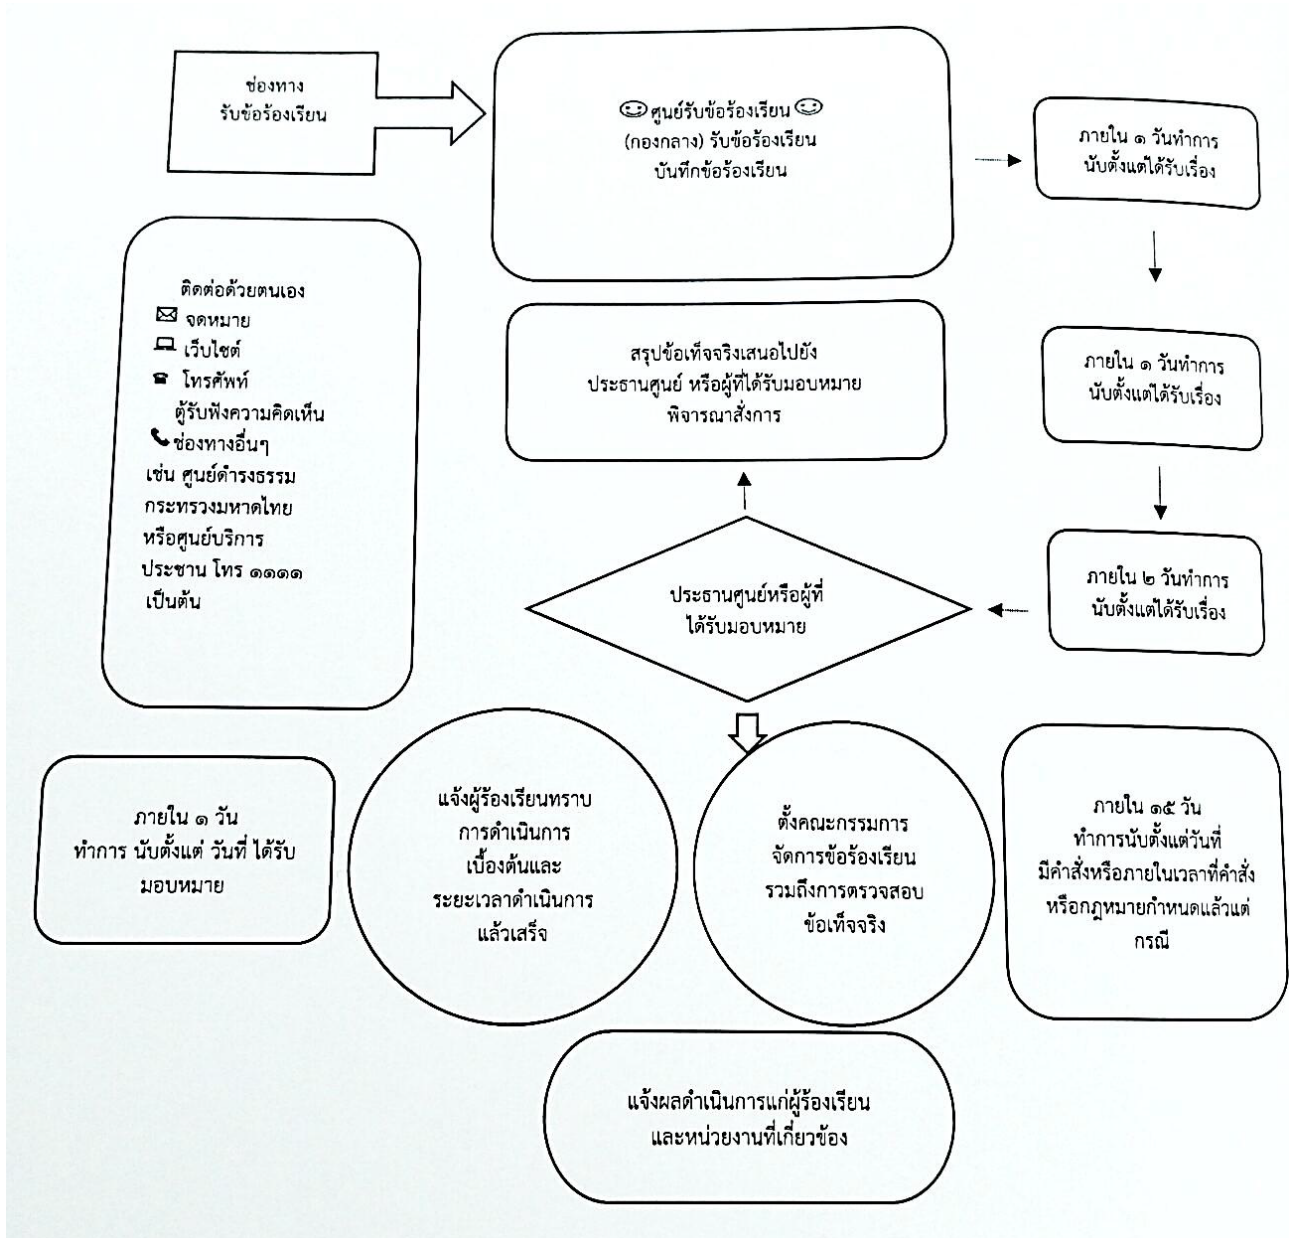 ช่องทาง
รับข้อร้องเรียน
ศูนย์รับข้อร้องเรียน
(กองกลาง) รับข้อร้องเรียน
บันทึกข้อร้องเรียน
ภายใน ๑ วันทำการ
นับตั้งแต่ได้รับเรื่อง
ติดต่อด้วยตนเอง
จดหมาย
เว็บไซต์
โทรศัพท์
ตู้รับฟังความคิดเห็น
ช่องทางอื่นๆ
เช่น ศูนย์ดำรงธรรม
กระทรวงมหาดไทย
หรือศูนย์บริการ
ประชาน โทร ๑๑๑๑
เป็นต้น
สรุปข้อเท็จจริงเสนอไปยัง
ประธานศูนย์ หรือผู้ที่ได้รับมอบหมาย
พิจารณาสั่งการ
ภายใน ๑ วันทำการ
นับตั้งแต่ได้รับเรื่อง
ประธานศูนย์หรือผู้ที่
ได้รับมอบหมาย
ภายใน ๒ วันทำการ
นับตั้งแต่ได้รับเรื่อง
ภายใน ๑ วัน
ทำการ นับตั้งแต่ วันที่ ได้รับ
มอบหมาย
แจ้งผู้ร้องเรียนทราบ
การดำเนินการ
เบื้องต้นและ
ระยะเวลาดำเนินการ
แล้วเสร็จ
ตั้งคณะกรรมการ
จัดการข้อร้องเรียน
รวมถึงการตรวจสอบ
ข้อเท็จจริง
ภายใน ๑๕ วัน
ทำการนับตั้งแต่วันที่
มีคำสั่งหรือภายในเวลาที่คำสั่ง
หรือกฎหมายกำหนดแล้วแต่
กรณี
แจ้งผลดำเนินการแก่ผู้ร้องเรียน
และหน่วยงานที่เกี่ยวข้อง